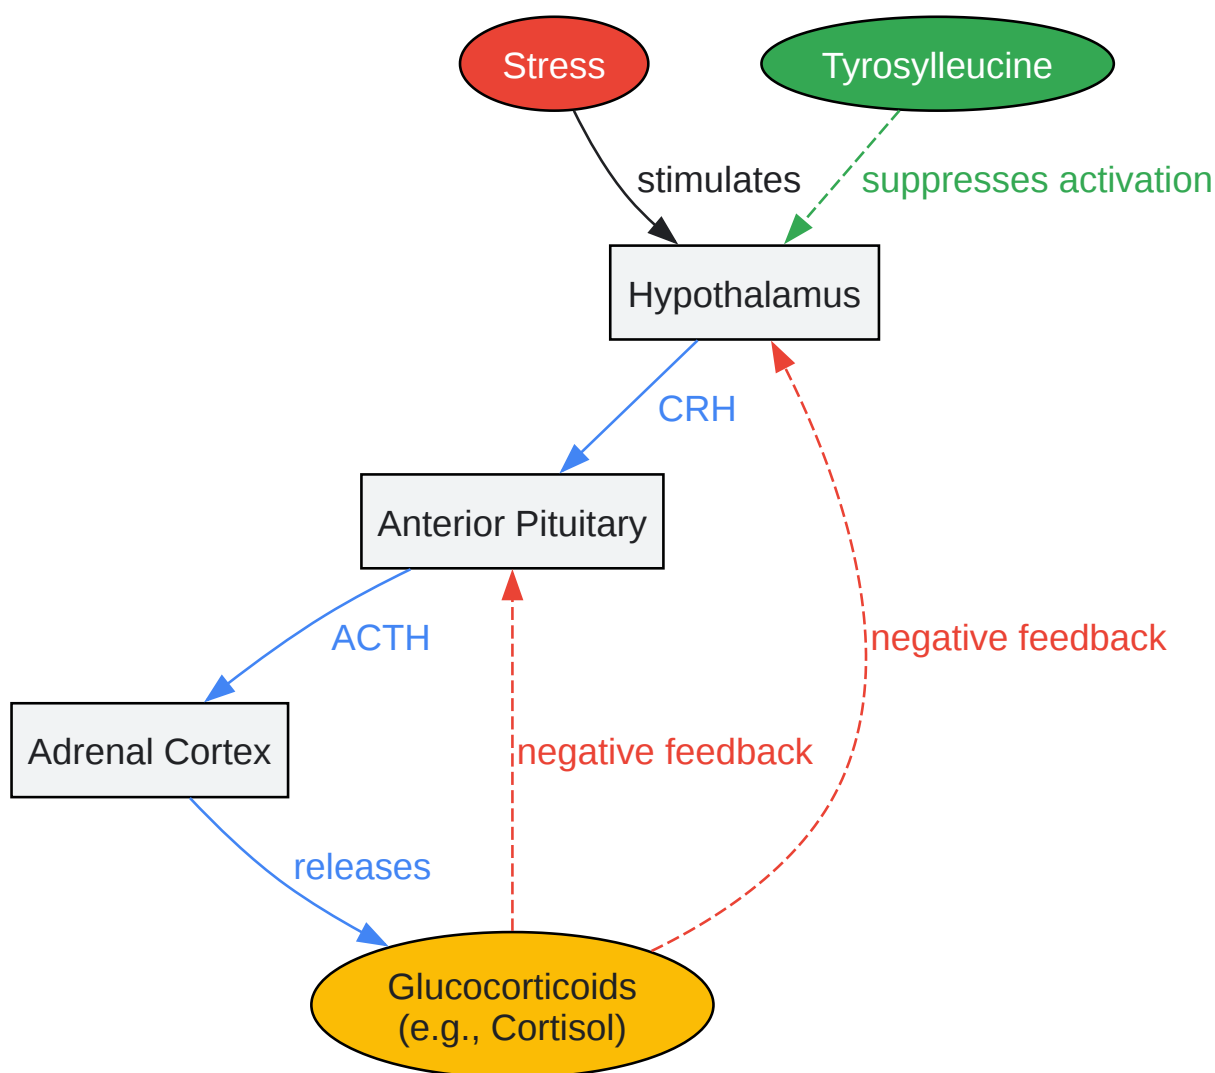 Stress
Tyrosylleucine
stimulates
suppresses activation
Hypothalamus
CRH
Anterior Pituitary
ACTH
negative feedback
Adrenal Cortex
negative feedback
releases
Glucocorticoids
(e.g., Cortisol)